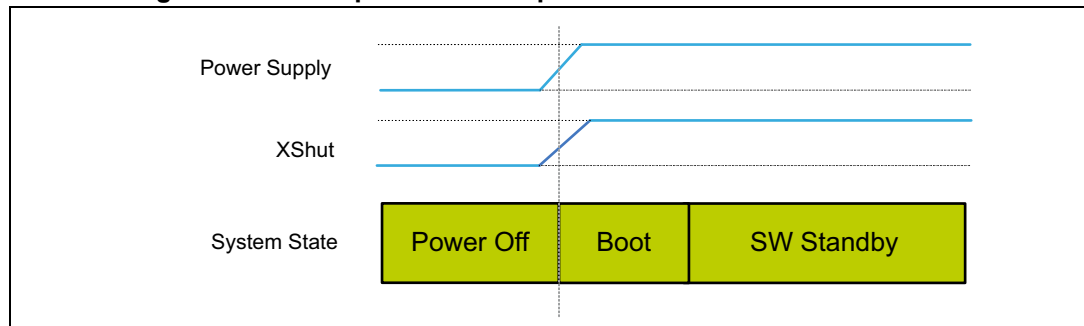 Power Supply
XShut
System State
Power Off
Boot
SW Standby